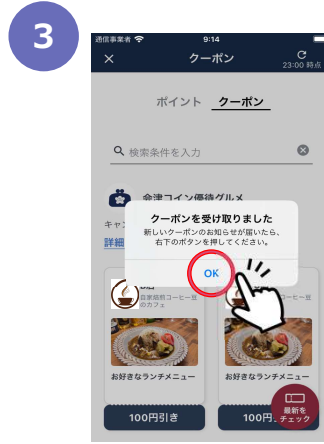 3
通信事業者 9:14
× クーポン
23:00 時点
ポイント クーポン
検索条件を入力
会津コイン優待グルメ
キャン
詳細
クーポンを受け取りました
新しいクーポンのお知らせが届いたら、
右下のボタンを押してください。
OK
B店
自家焙煎コーヒー豆
のカフェ
コーヒー豆
お好きなランチメニュー
お好きなランチメニュー
100円引き
100円
最新を
チェック